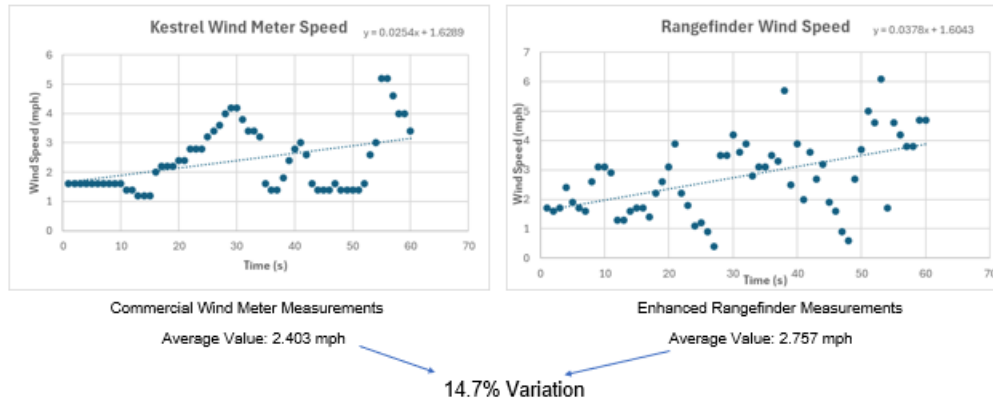 Kestrel Wind Meter Speed
y = 0.0254x + 1.6289
6
5
4
3
2
1
0
Wind Speed (mph)
0 10 20 30 40 50 60 70
Time (s)
Rangefinder Wind Speed
y = 0.0378x + 1.6043
7
6
5
4
3
2
1
0
Wind Speed (mph)
0 10 20 30 40 50 60 70
Time (s)
Commercial Wind Meter Measurements
Average Value: 2.403 mph
Enhanced Rangefinder Measurements
Average Value: 2.757 mph
14.7% Variation